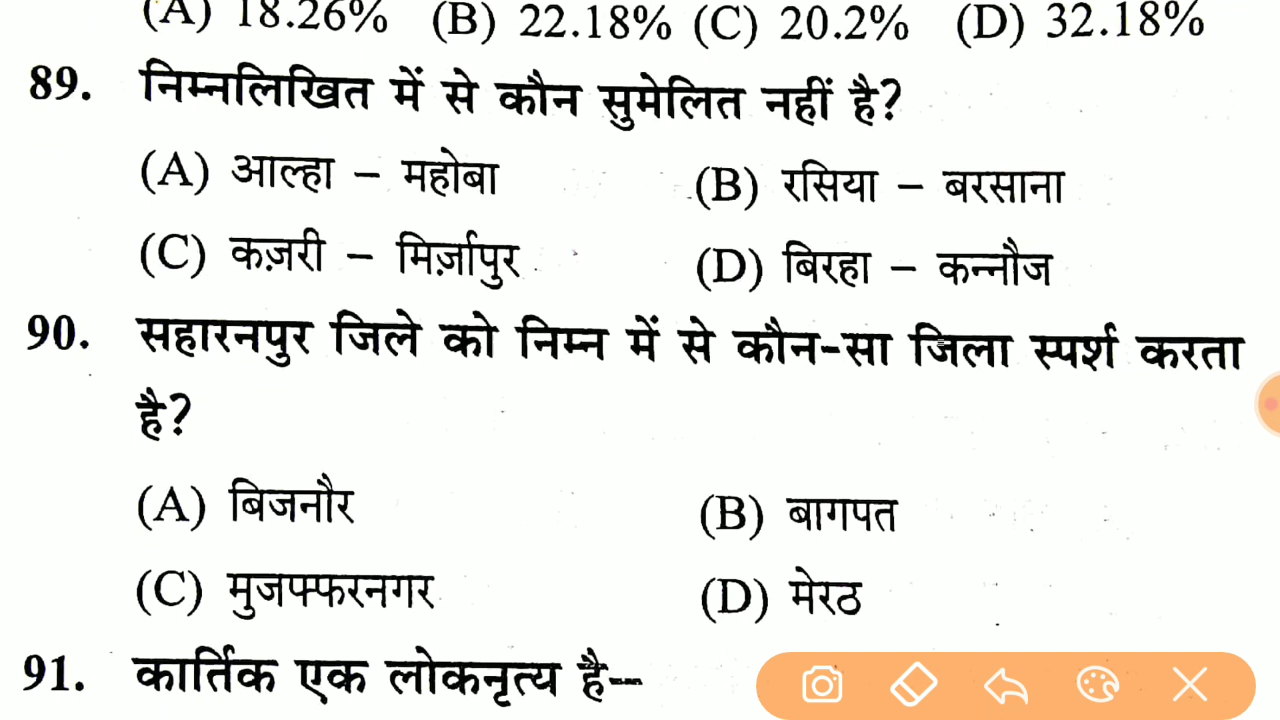 (A) 18.26% (B) 22.18% (C) 20.2% (D) 32.18%
89. निम्नलिखित में से कौन सुमेलित नहीं है?
(A) आल्हा – महोबा (B) रसिया – बरसाना
(C) कज़री – मिर्ज़ापुर (D) बिरहा – कन्नौज
90. सहारनपुर जिले को निम्न में से कौन-सा जिला स्पर्श करता
है?
(A) बिजनौर (B) बागपत
(C) मुजफ्फरनगर (D) मेरठ
91. कार्तिक एक लोकनृत्य है–